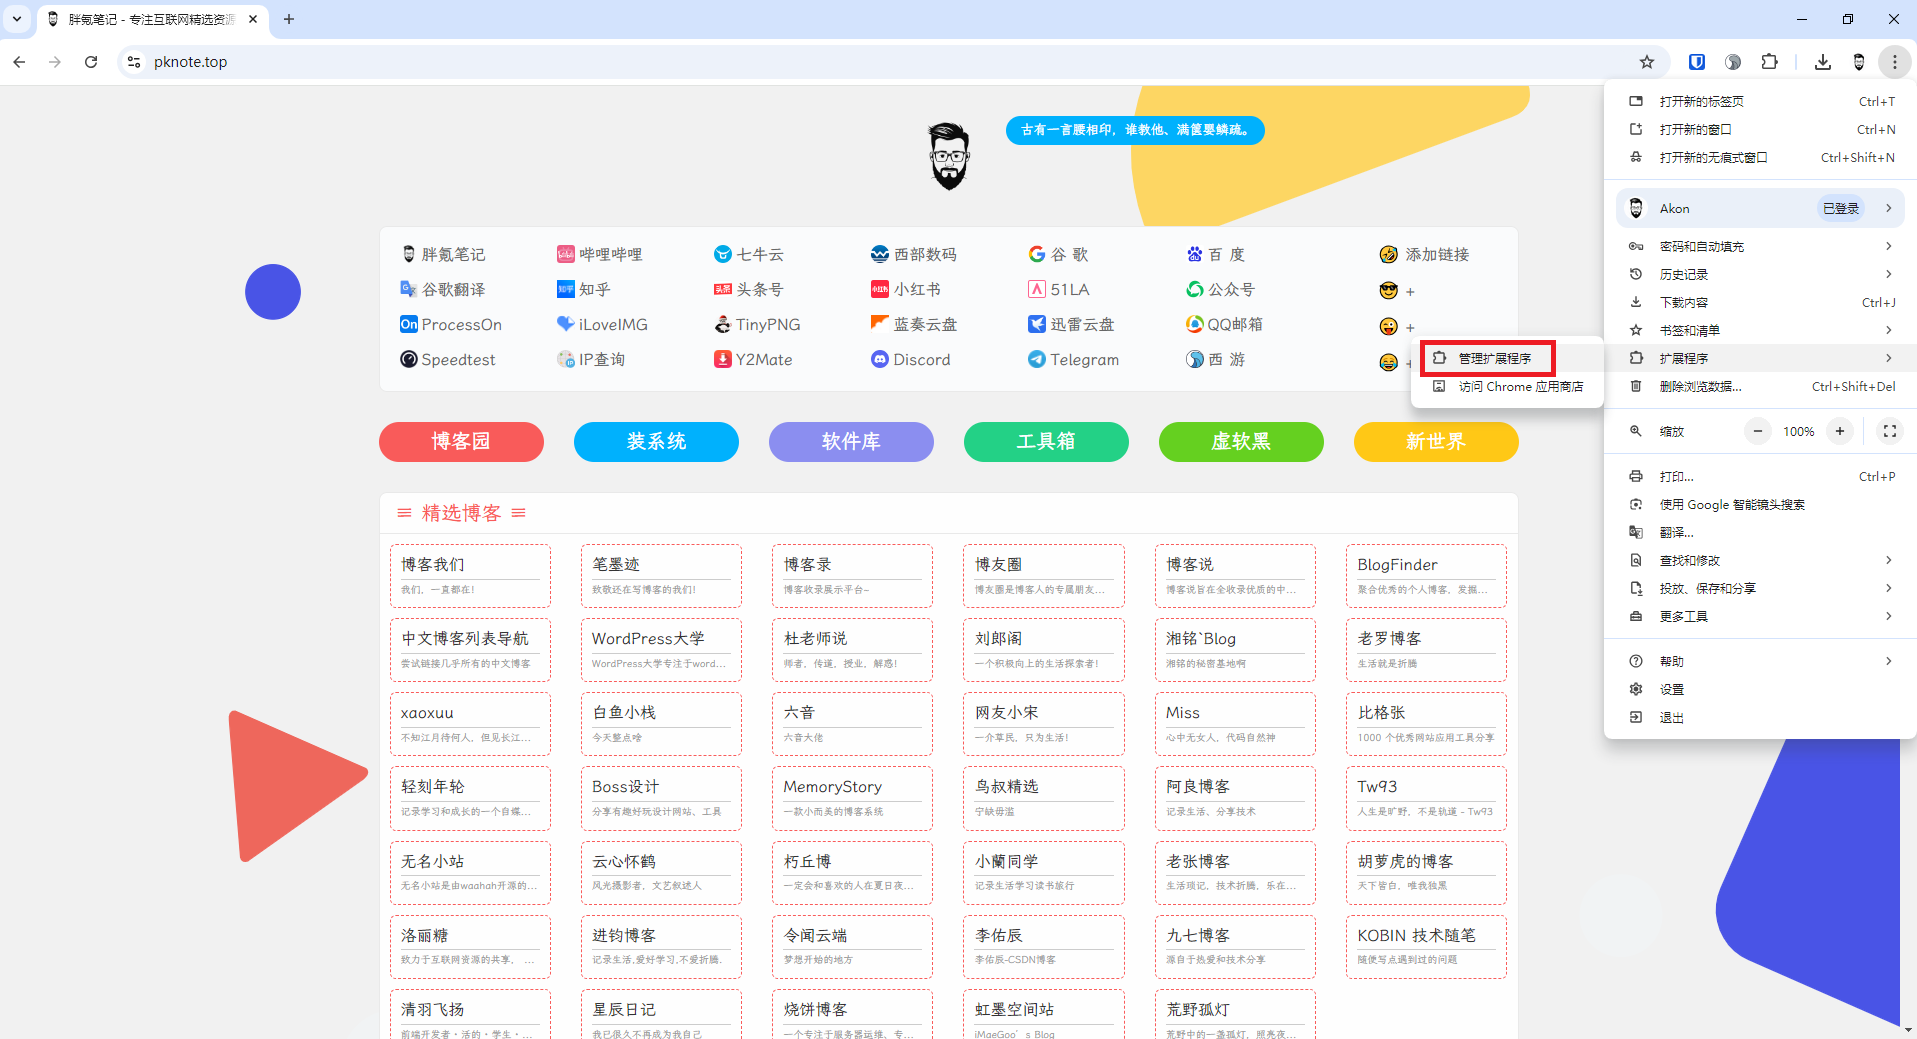 胖氪笔记 - 专注互联网精选资源
pknote.top
古有一言腰相印，谁教他、满箧婴鳞疏。
胖氪笔记
哔哩哔哩
七牛云
西部数码
谷 歌
百 度
添加链接
谷歌翻译
知乎
头条号
小红书
51LA
公众号
+
ProcessOn
iLoveIMG
TinyPNG
蓝奏云盘
迅雷云盘
QQ邮箱
+
Speedtest
IP查询
Y2Mate
Discord
Telegram
西 游
+
博客园
装系统
软件库
工具箱
虚软黑
新世界
精选博客
博客我们
我们，一直都在!
笔墨迹
致敬还在写博客的我们!
博客录
博客收录展示平台~
博友圈
博友圈是博客人的专属朋友...
博客说
博客说旨在全收录优质的中...
BlogFinder
聚合优秀的个人博客，发掘...
中文博客列表导航
尝试链接几乎所有的中文博客
WordPress大学
WordPress大学专注于word...
杜老师说
师者，传道，授业，解惑!
刘郎阁
一个积极向上的生活探索者!
湘铭`Blog
湘铭的秘密基地啊
老罗博客
生活就是折腾
xaoxuu
不知江月待何人，但见长江...
白鱼小栈
今天整点啥
六音
六音大佬
网友小宋
一介草民，只为生活!
Miss
心中无女人，代码自然神
比格张
1000 个优秀网站应用工具分享
轻刻年轮
记录学习和成长的一个自媒...
Boss设计
分享有趣好玩设计网站、工具
MemoryStory
一款小而美的博客系统
鸟叔精选
宁缺毋滥
阿良博客
记录生活、分享技术
Tw93
人生是旷野，不是轨道 - Tw93
无名小站
无名小站是由waahah开源的...
云心怀鹤
风光摄影者，文艺叙述人
朽丘博
一定会和喜欢的人在夏日夜...
小蘭同学
记录生活学习读书旅行
老张博客
生活琐记，技术折腾，乐在...
胡萝虎的博客
天下皆白，唯我独黑
洛丽糖
致力于互联网资源的共享， ...
进钧博客
记录生活,爱好学习,不爱折腾.
令闻云端
梦想开始的地方
李佑辰
李佑辰-CSDN博客
九七博客
源自于热爱和技术分享
KOBIN 技术随笔
随便写点遇到过的问题
清羽飞扬
前端开发者·活的·学生·...
星辰日记
我已很久不再成为我自己
烧饼博客
一个专注于服务器运维、专...
虹墨空间站
iMaeGoo’s Blog
荒野孤灯
荒野中的一盏孤灯，照亮夜...
打开新的标签页 Ctrl+T
打开新的窗口 Ctrl+N
打开新的无痕式窗口 Ctrl+Shift+N
Akon 已登录
密码和自动填充
历史记录
下载内容 Ctrl+J
书签和清单
扩展程序
删除浏览数据... Ctrl+Shift+Del
缩放 − 100% +
打印... Ctrl+P
使用 Google 智能镜头搜索
翻译...
查找和修改
投放、保存和分享
更多工具
帮助
设置
退出
管理扩展程序
访问 Chrome 应用商店